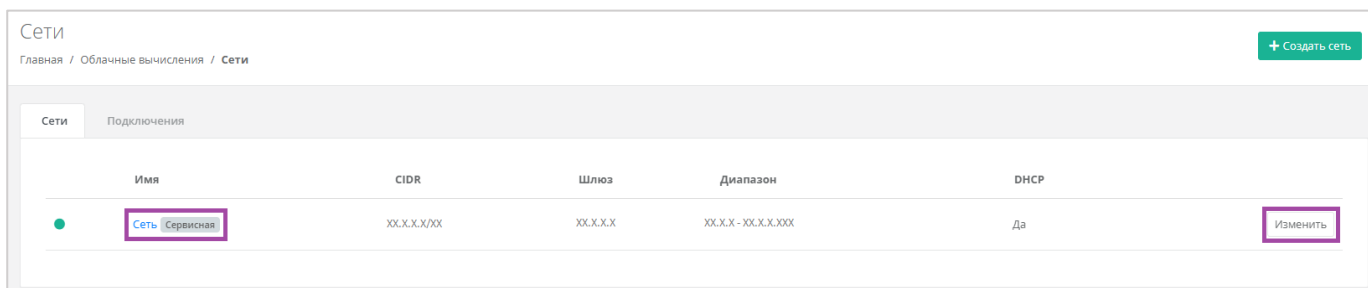 Сети
+ Создать сеть
Главная / Облачные вычисления / Сети
Сети Подключения
Имя CIDR Шлюз Диапазон DHCP
Сеть Сервисная XX.X.X.X/XX XX.X.X.X XX.X.X - XX.X.X.XXX Да Изменить